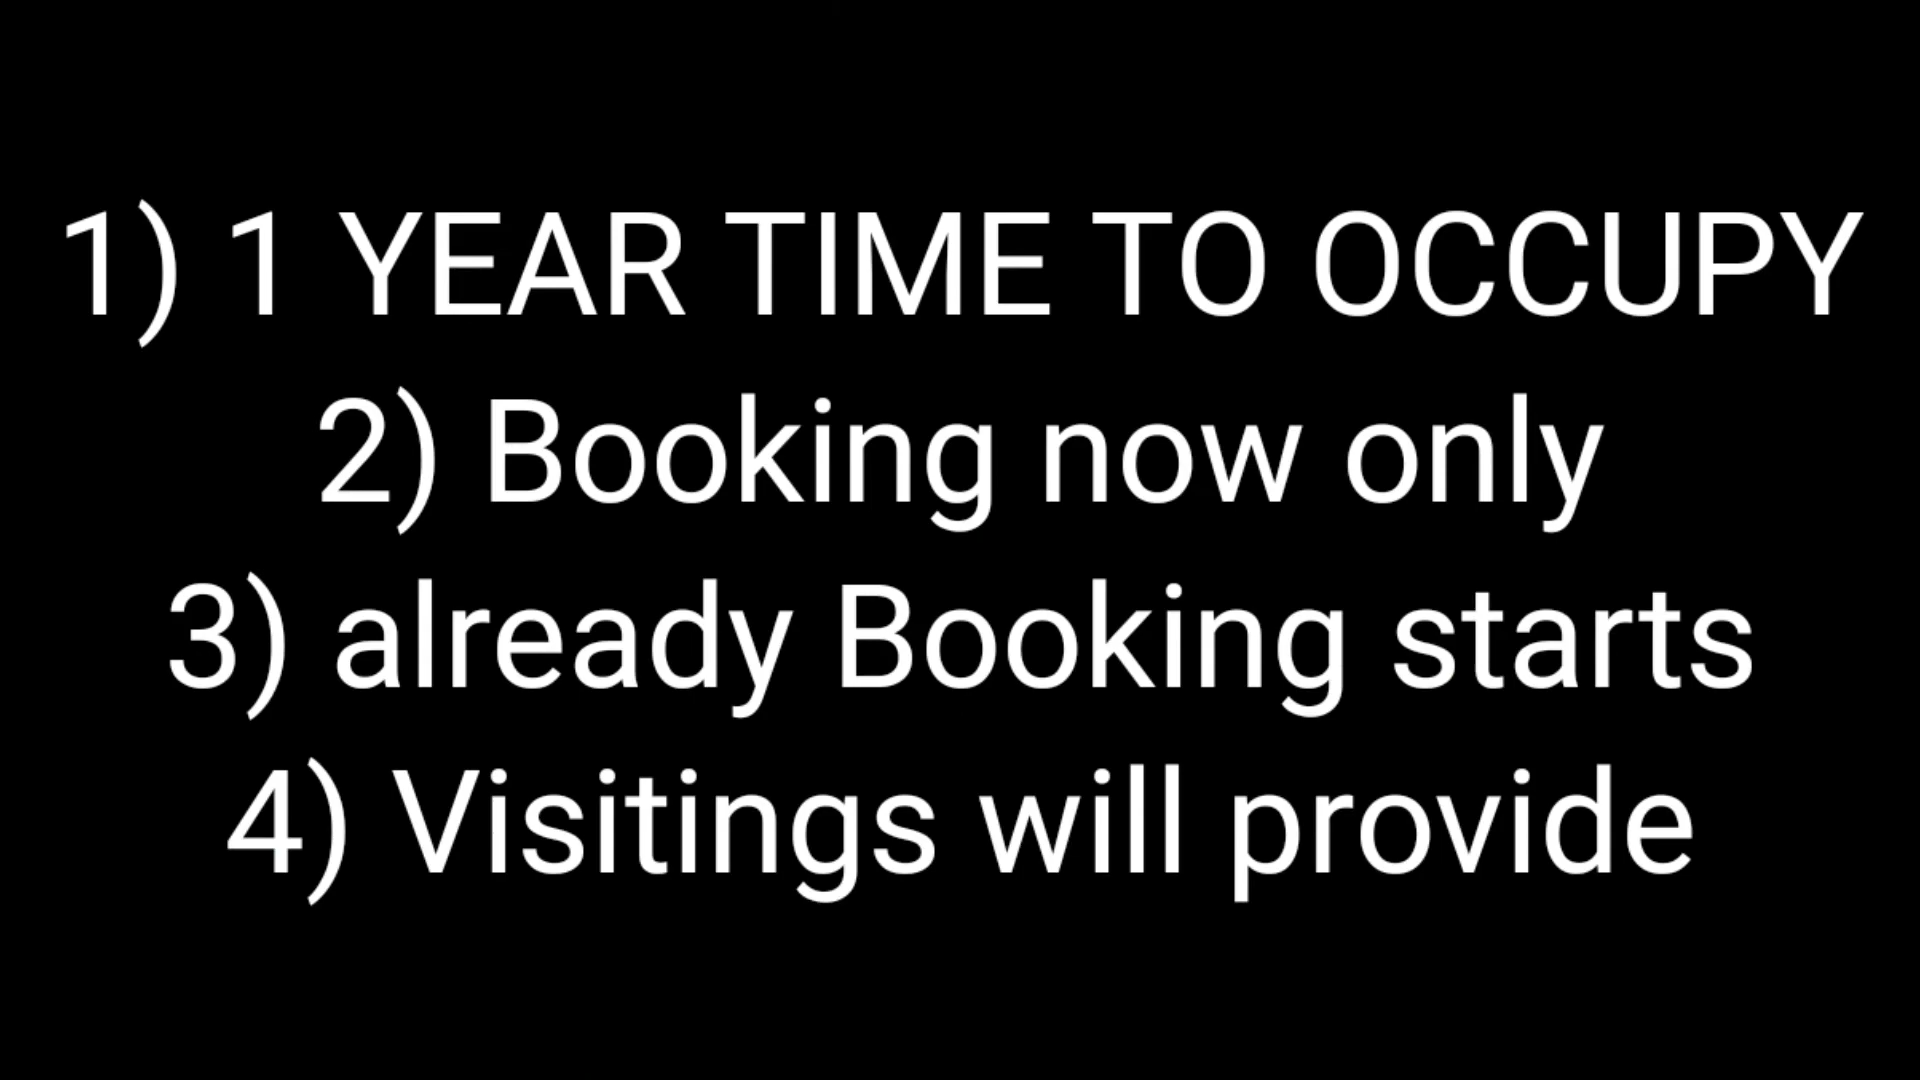 1) 1 YEAR TIME TO OCCUPY
2) Booking now only
3) already Booking starts
4) Visitings will provide